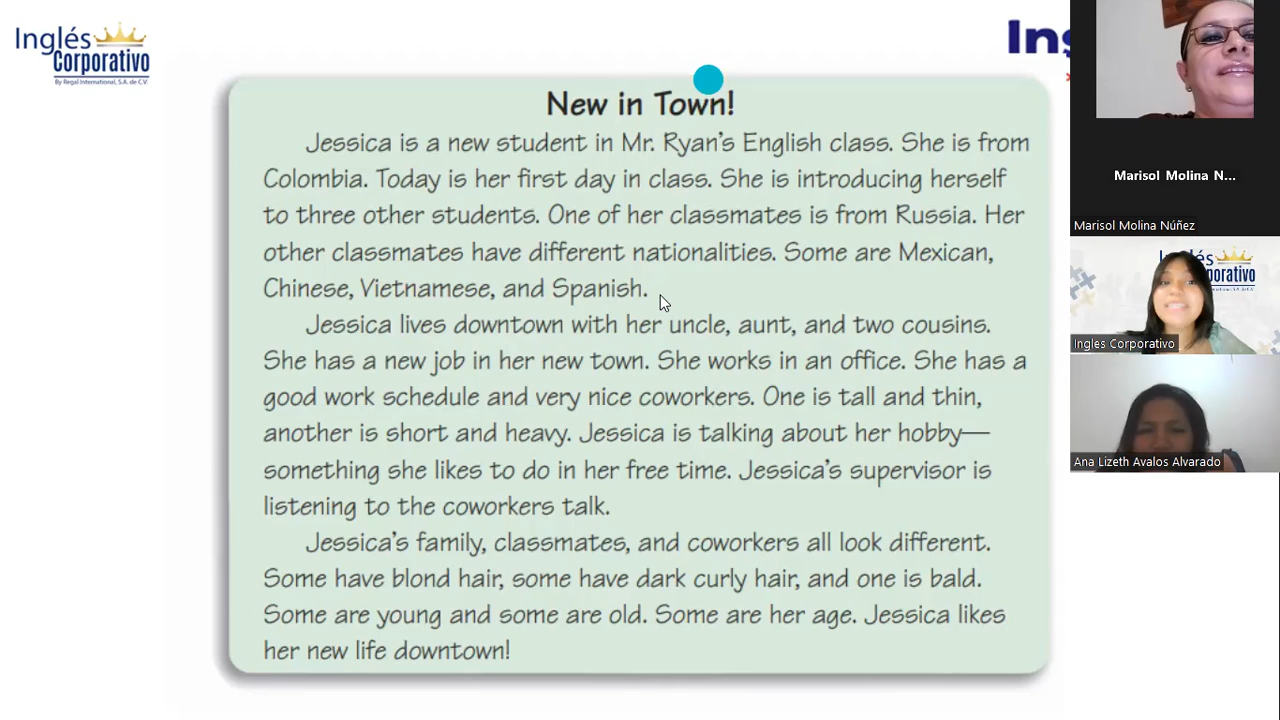 Inglés
Corporativo
By Regal International, S.A. de C.V.
New in Town!
Jessica is a new student in Mr. Ryan's English class. She is from
Colombia. Today is her first day in class. She is introducing herself
to three other students. One of her classmates is from Russia. Her
other classmates have different nationalities. Some are Mexican,
Chinese, Vietnamese, and Spanish.
Jessica lives downtown with her uncle, aunt, and two cousins.
She has a new job in her new town. She works in an office. She has a
good work schedule and very nice coworkers. One is tall and thin,
another is short and heavy. Jessica is talking about her hobby—
something she likes to do in her free time. Jessica's supervisor is
listening to the coworkers talk.
Jessica's family, classmates, and coworkers all look different.
Some have blond hair, some have dark curly hair, and one is bald.
Some are young and some are old. Some are her age. Jessica likes
her new life downtown!
Marisol Molina N...
Marisol Molina Núñez
Ingles Corporativo
Ana Lizeth Avalos Alvarado